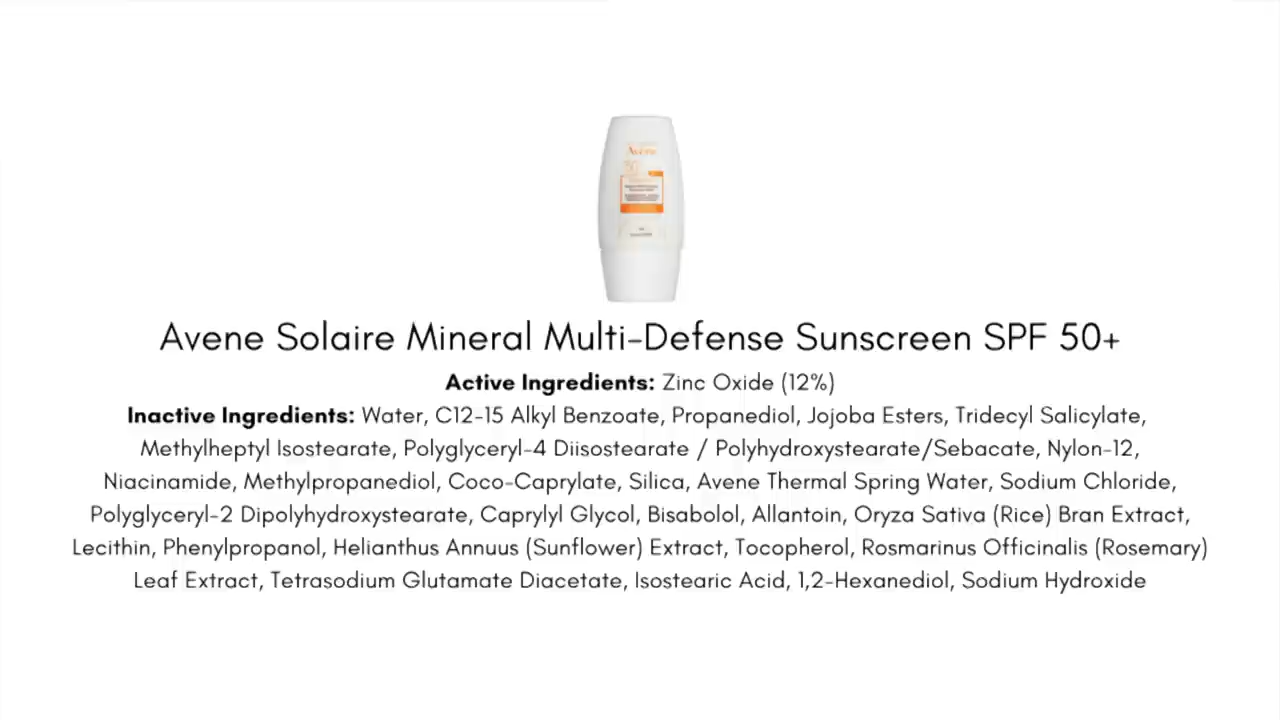 Avène
50+
Avene Solaire Mineral Multi-Defense Sunscreen SPF 50+
Active Ingredients: Zinc Oxide (12%)
Inactive Ingredients: Water, C12-15 Alkyl Benzoate, Propanediol, Jojoba Esters, Tridecyl Salicylate,
Methylheptyl Isostearate, Polyglyceryl-4 Diisostearate / Polyhydroxystearate/Sebacate, Nylon-12,
Niacinamide, Methylpropanediol, Coco-Caprylate, Silica, Avene Thermal Spring Water, Sodium Chloride,
Polyglyceryl-2 Dipolyhydroxystearate, Caprylyl Glycol, Bisabolol, Allantoin, Oryza Sativa (Rice) Bran Extract,
Lecithin, Phenylpropanol, Helianthus Annuus (Sunflower) Extract, Tocopherol, Rosmarinus Officinalis (Rosemary)
Leaf Extract, Tetrasodium Glutamate Diacetate, Isostearic Acid, 1,2-Hexanediol, Sodium Hydroxide